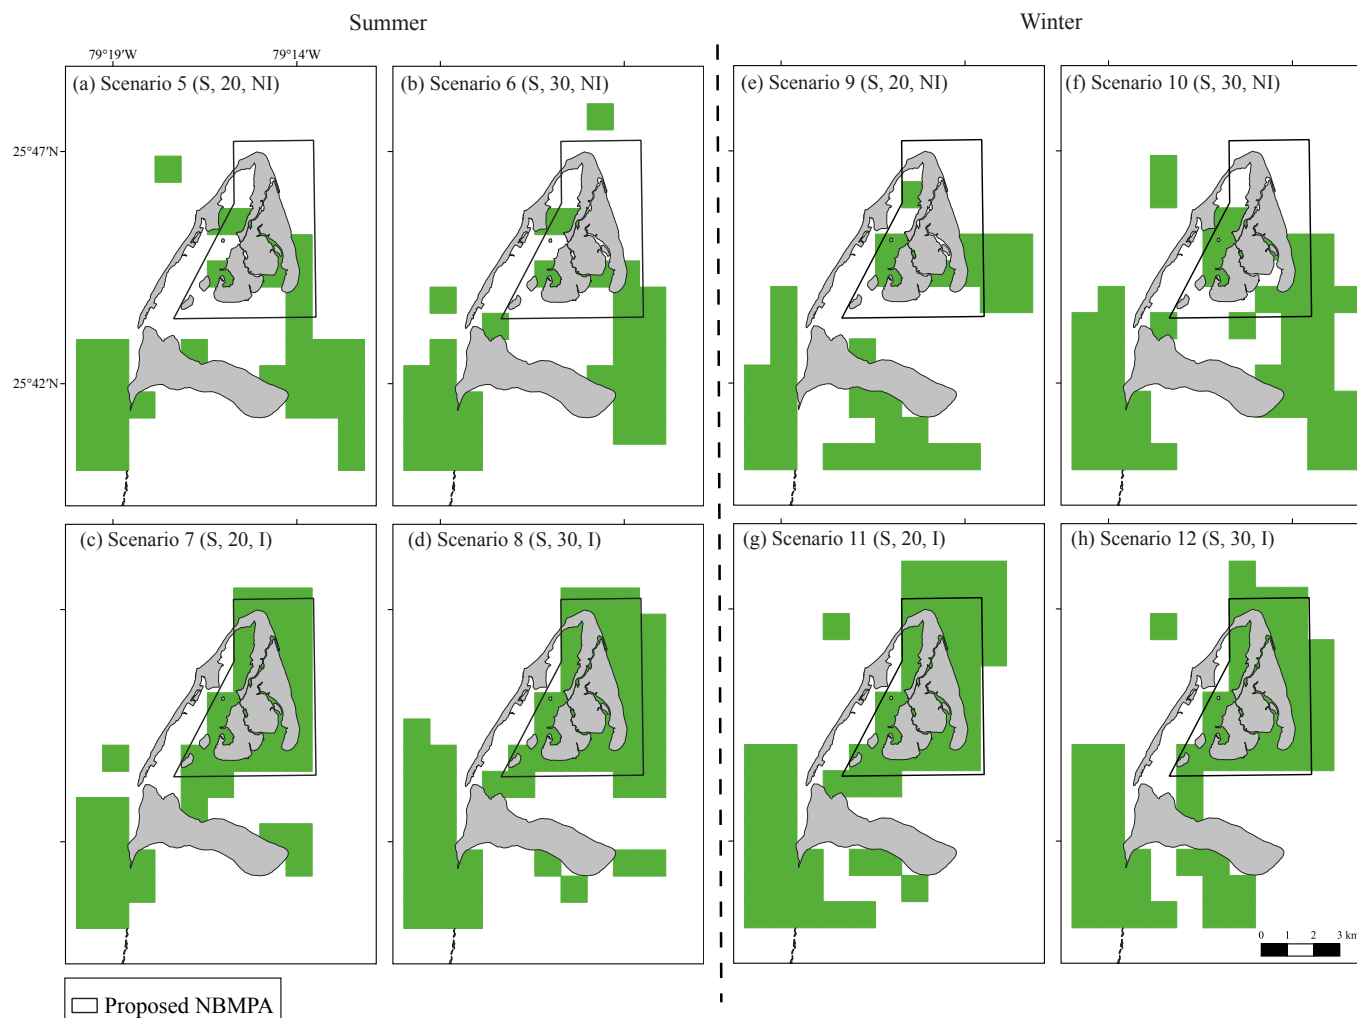 Summer
Winter
79°19′W
79°14′W
(a) Scenario 5 (S, 20, NI)
(b) Scenario 6 (S, 30, NI)
(e) Scenario 9 (S, 20, NI)
(f) Scenario 10 (S, 30, NI)
25°47′N
25°42′N
(c) Scenario 7 (S, 20, I)
(d) Scenario 8 (S, 30, I)
(g) Scenario 11 (S, 20, I)
(h) Scenario 12 (S, 30, I)
0 1 2 3 km
Proposed NBMPA